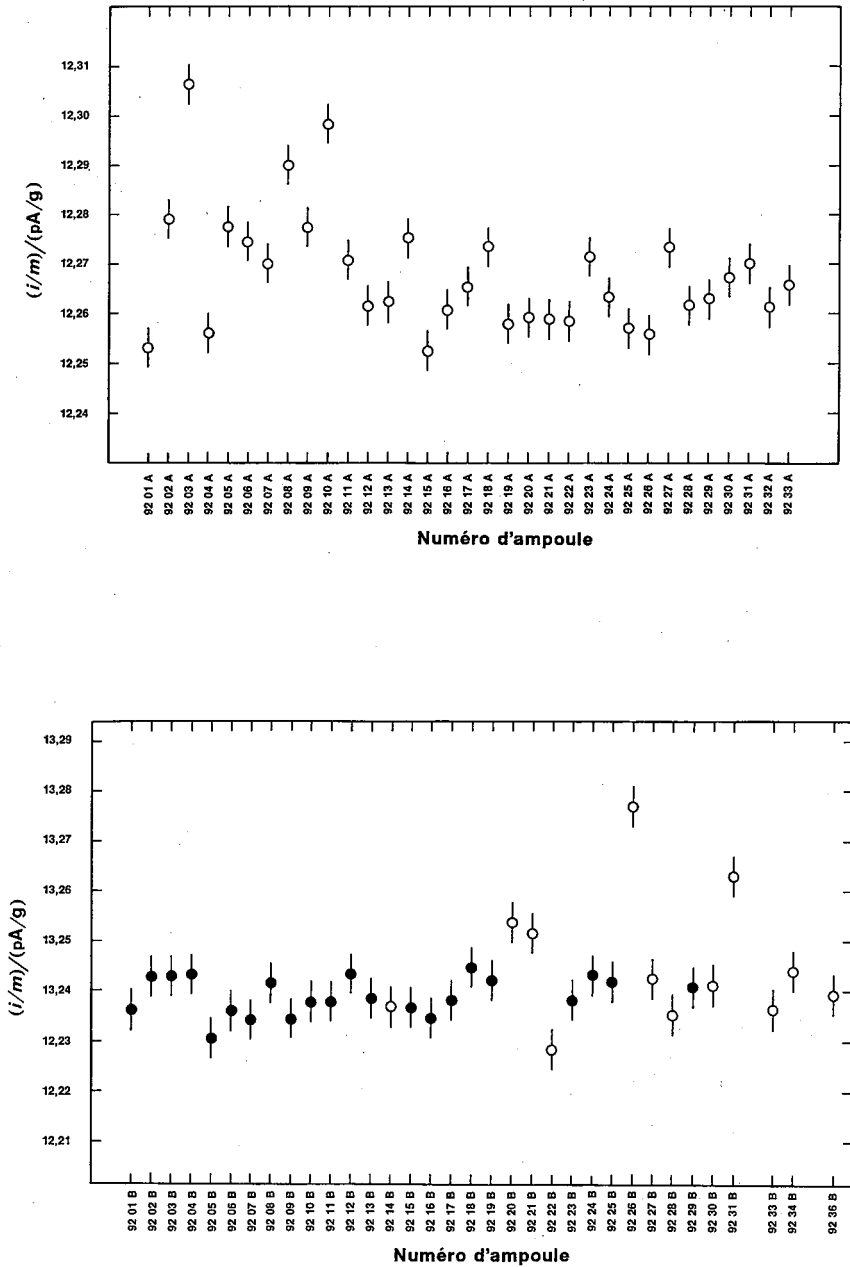 12,31
12,30
12,29
12,28
12,27
12,26
12,25
12,24
(i/m)/(pA/g)
92 01 A
92 02 A
92 03 A
92 04 A
92 05 A
92 06 A
92 07 A
92 08 A
92 09 A
92 10 A
92 11 A
92 12 A
92 13 A
92 14 A
92 15 A
92 16 A
92 17 A
92 18 A
92 19 A
92 20 A
92 21 A
92 22 A
92 23 A
92 24 A
92 25 A
92 26 A
92 27 A
92 28 A
92 29 A
92 30 A
92 31 A
92 32 A
92 33 A
Numéro d'ampoule
13,29
13,28
13,27
13,26
13,25
13,24
12,23
12,22
12,21
(i/m)/(pA/g)
92 01 B
92 02 B
92 03 B
92 04 B
92 05 B
92 06 B
92 07 B
92 08 B
92 09 B
92 10 B
92 11 B
92 12 B
92 13 B
92 14 B
92 15 B
92 16 B
92 17 B
92 18 B
92 19 B
92 20 B
92 21 B
92 22 B
92 23 B
92 24 B
92 25 B
92 26 B
92 27 B
92 28 B
92 29 B
92 30 B
92 31 B
92 33 B
92 34 B
92 36 B
Numéro d'ampoule